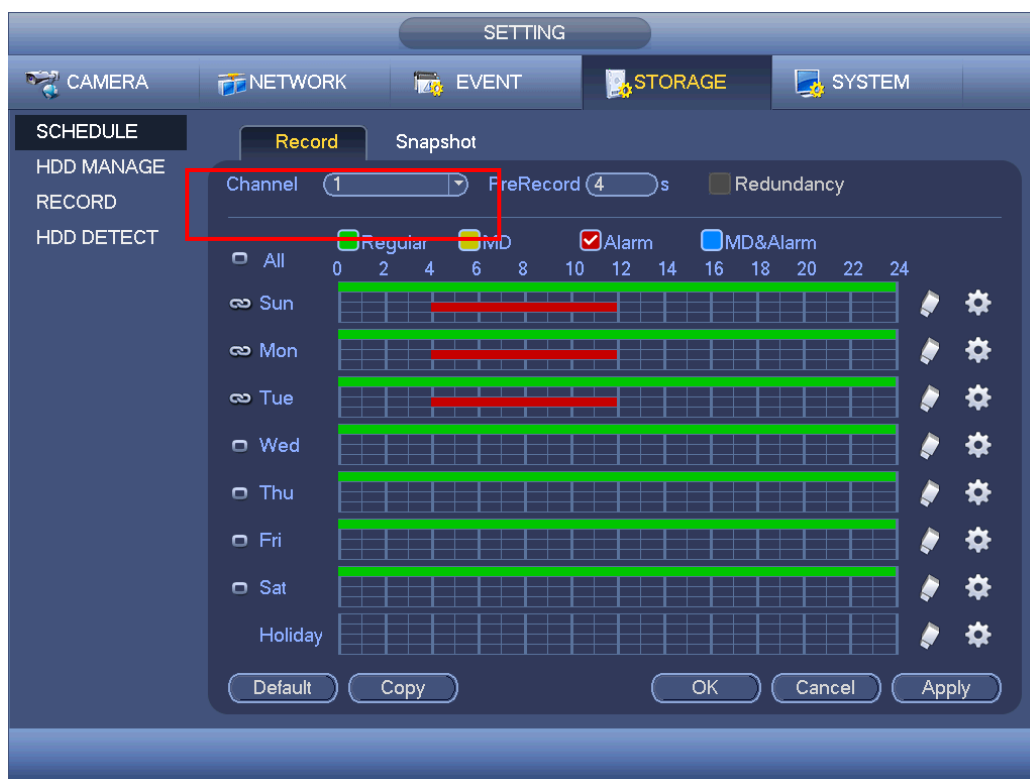 SETTING
CAMERA NETWORK EVENT STORAGE SYSTEM
SCHEDULE
HDD MANAGE
RECORD
HDD DETECT
Record Snapshot
Channel 1 PreRecord 4 s Redundancy
Regular MD Alarm MD&Alarm
All 0 2 4 6 8 10 12 14 16 18 20 22 24
Sun
Mon
Tue
Wed
Thu
Fri
Sat
Holiday
Default Copy OK Cancel Apply